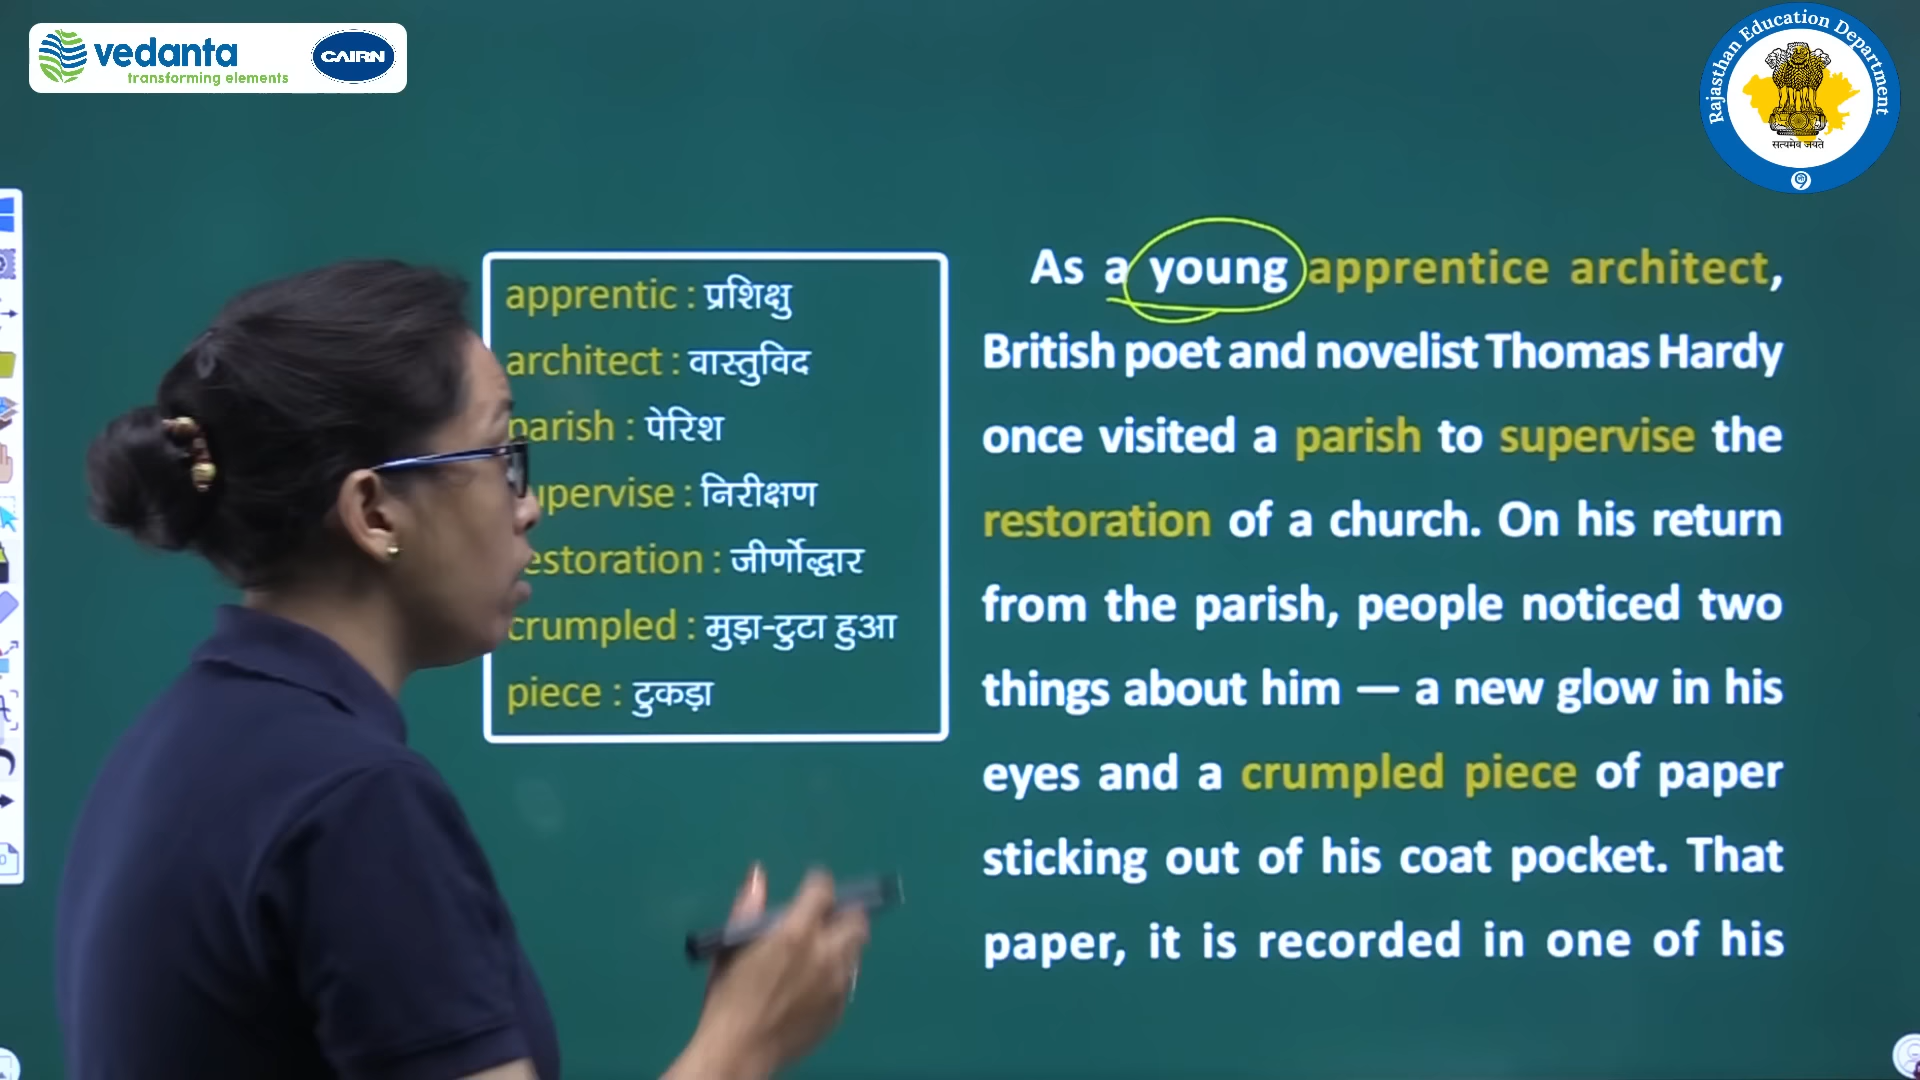 vedanta
transforming elements
CAIRN
Rajasthan Education Department
सत्यमेव जयते
apprentic : प्रशिक्षु
architect : वास्तुविद
parish : पेरिश
upervise : निरीक्षण
estoration : जीर्णोद्धार
crumpled : मुड़ा-टुटा हुआ
piece : टुकड़ा
As a young apprentice architect,
British poet and novelist Thomas Hardy
once visited a parish to supervise the
restoration of a church. On his return
from the parish, people noticed two
things about him — a new glow in his
eyes and a crumpled piece of paper
sticking out of his coat pocket. That
paper, it is recorded in one of his